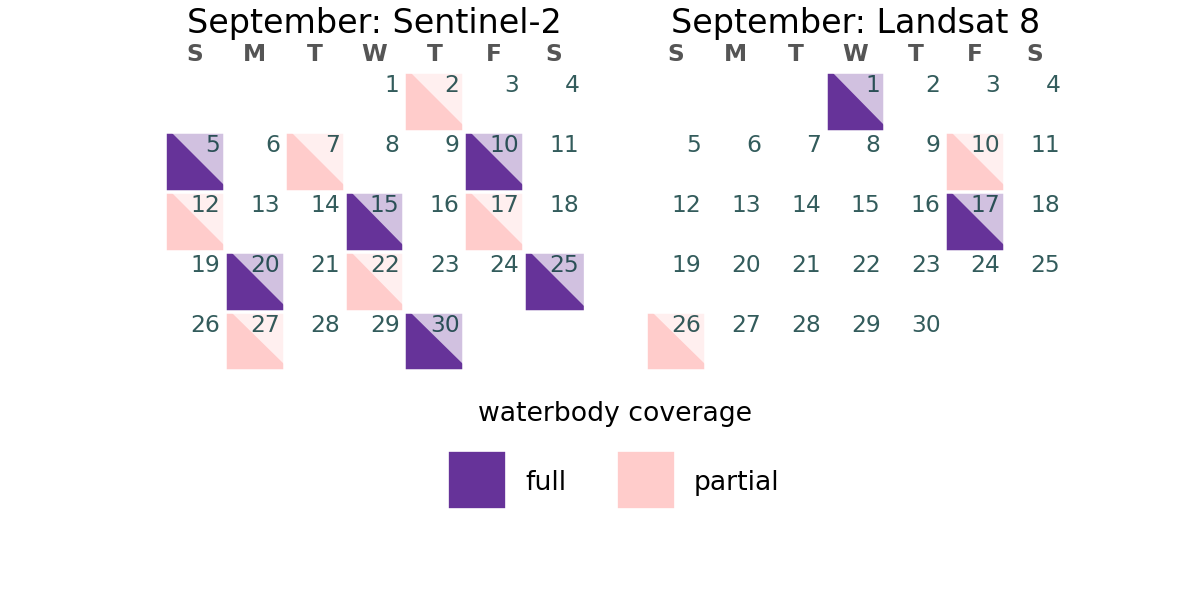 September: Sentinel-2
S M T W T F S
1 2 3 4
5 6 7 8 9 10 11
12 13 14 15 16 17 18
19 20 21 22 23 24 25
26 27 28 29 30
September: Landsat 8
S M T W T F S
1 2 3 4
5 6 7 8 9 10 11
12 13 14 15 16 17 18
19 20 21 22 23 24 25
26 27 28 29 30
waterbody coverage
full partial